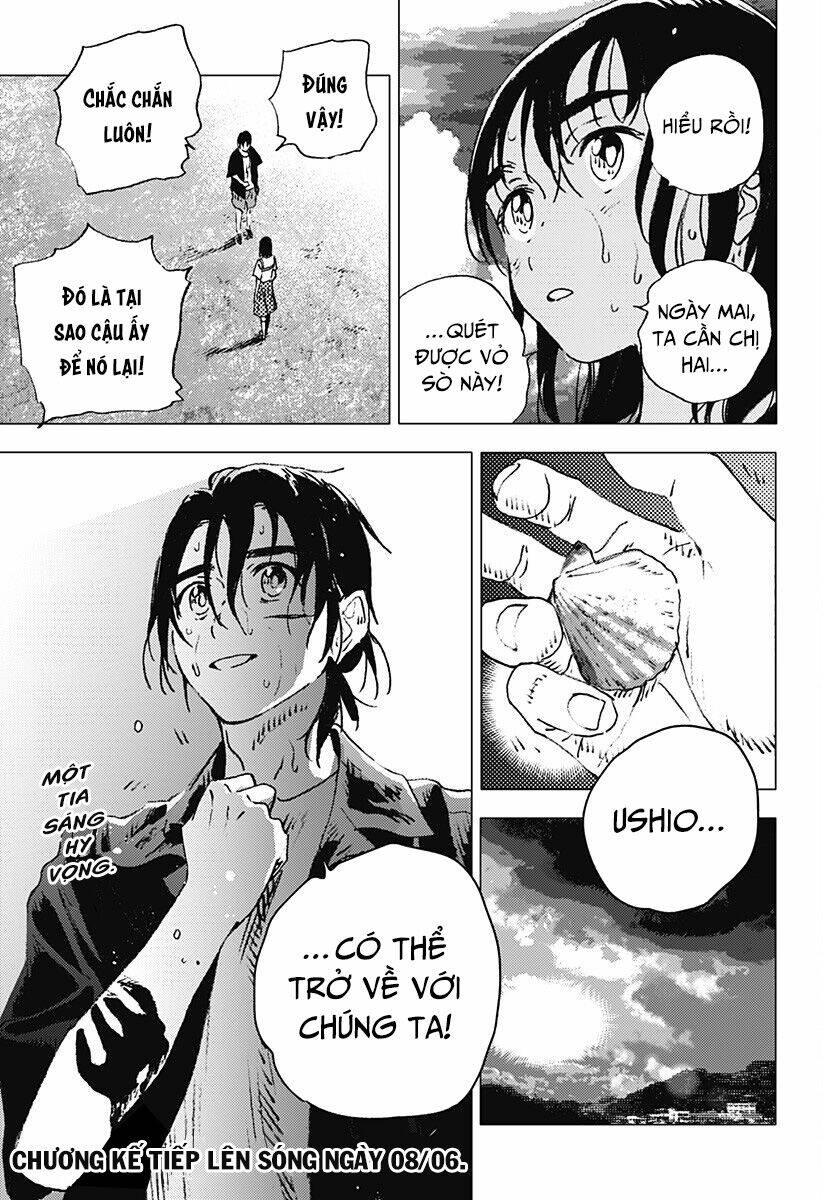 HIỂU RỒI!
NGÀY MAI,
TA CẦN CHỊ
HAI...
...QUÉT
ĐƯỢC VỎ
SÒ NÀY!
ĐÚNG
VẬY!
CHẮC CHẮN
LUÔN!
ĐÓ LÀ TẠI
SAO CẬU ẤY
ĐỂ NÓ LẠI!
USHIO...
...CÓ THỂ
TRỞ VỀ VỚI
CHÚNG TA!
MỘT
TIA
SÁNG
HY
VỌNG.
CHƯƠNG KẾ TIẾP LÊN SÓNG NGÀY 08/06.